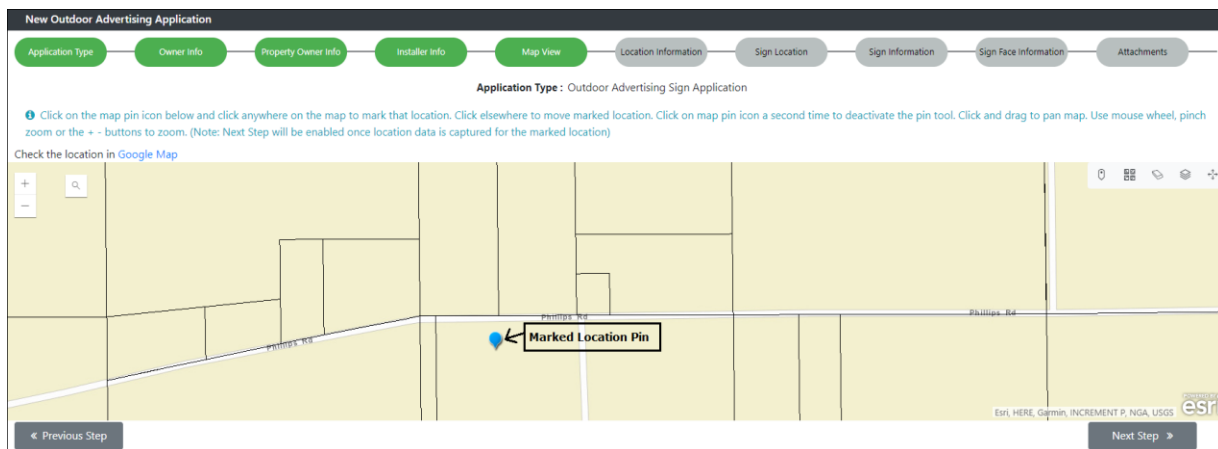 New Outdoor Advertising Application
Application Type
Owner Info
Property Owner Info
Installer Info
Map View
Location Information
Sign Location
Sign Information
Sign Face Information
Attachments
Application Type : Outdoor Advertising Sign Application
Click on the map pin icon below and click anywhere on the map to mark that location. Click elsewhere to move marked location. Click on map pin icon a second time to deactivate the pin tool. Click and drag to pan map. Use mouse wheel, pinch
zoom or the + - buttons to zoom. (Note: Next Step will be enabled once location data is captured for the marked location)
Check the location in Google Map
+
−
Phillips Rd
Phillips Rd
Marked Location Pin
Phillips Rd
Esri, HERE, Garmin, INCREMENT P, NGA, USGS
esri
« Previous Step
Next Step »